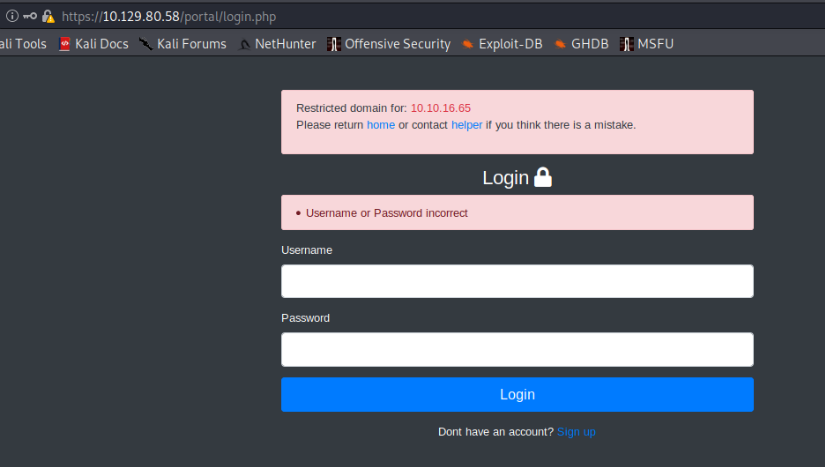 https://10.129.80.58/portal/login.php
ali Tools Kali Docs Kali Forums NetHunter Offensive Security Exploit-DB GHDB MSFU
Restricted domain for: 10.10.16.65
Please return home or contact helper if you think there is a mistake.
Login
Username or Password incorrect
Username
Password
Login
Dont have an account? Sign up